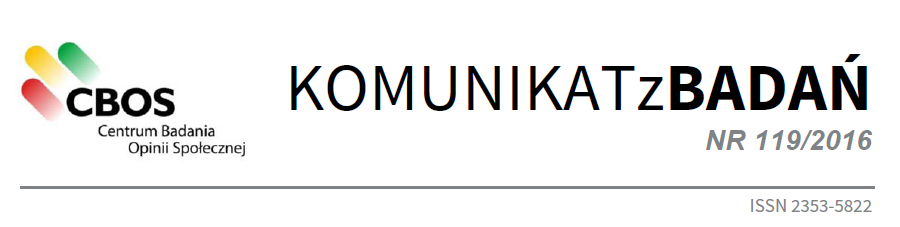 CBOS
Centrum Badania
Opinii Społecznej
KOMUNIKATzBADAŃ
NR 119/2016
ISSN 2353-5822